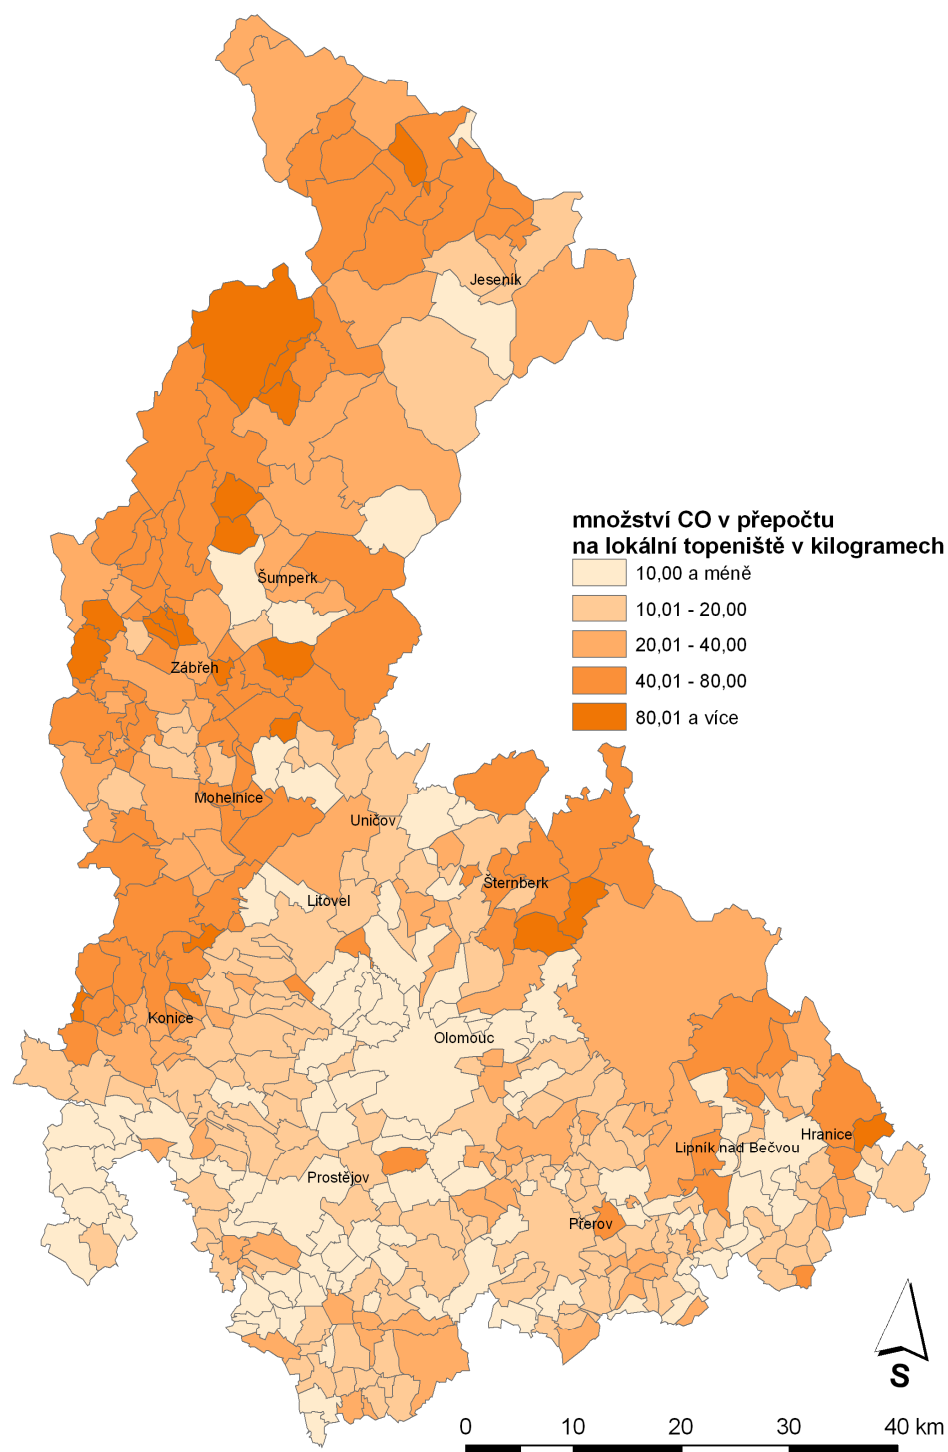 Jeseník
množství CO v přepočtu
na lokální topeniště v kilogramech
10,00 a méně
10,01 - 20,00
20,01 - 40,00
40,01 - 80,00
80,01 a více
Šumperk
Zábřeh
Mohelnice
Uničov
Šternberk
Litovel
Konice
Olomouc
Hranice
Lipník nad Bečvou
Prostějov
Přerov
S
0 10 20 30 40 km